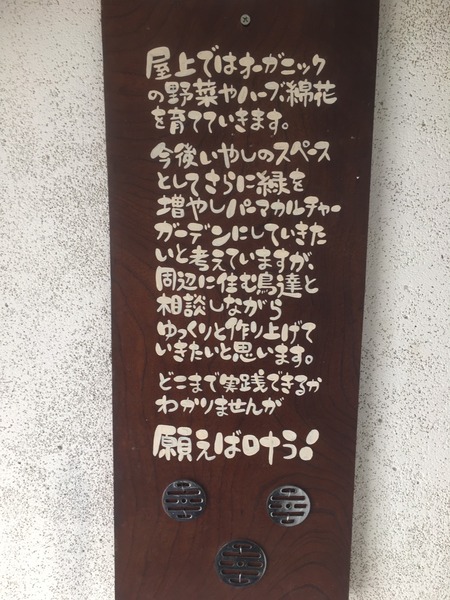 屋上ではオーガニック
の野菜やハーブ、綿花
を育てていきます。
今後いやしのスペース
としてさらに緑を
増やしパーマカルチャー
ガーデンにしていきた
いと考えていますが、
周辺に住む鳥達と
相談しながら
ゆっくりと作り上げて
いきたいと思います。
どこまで実践できるか
わかりませんが
願えば叶う!